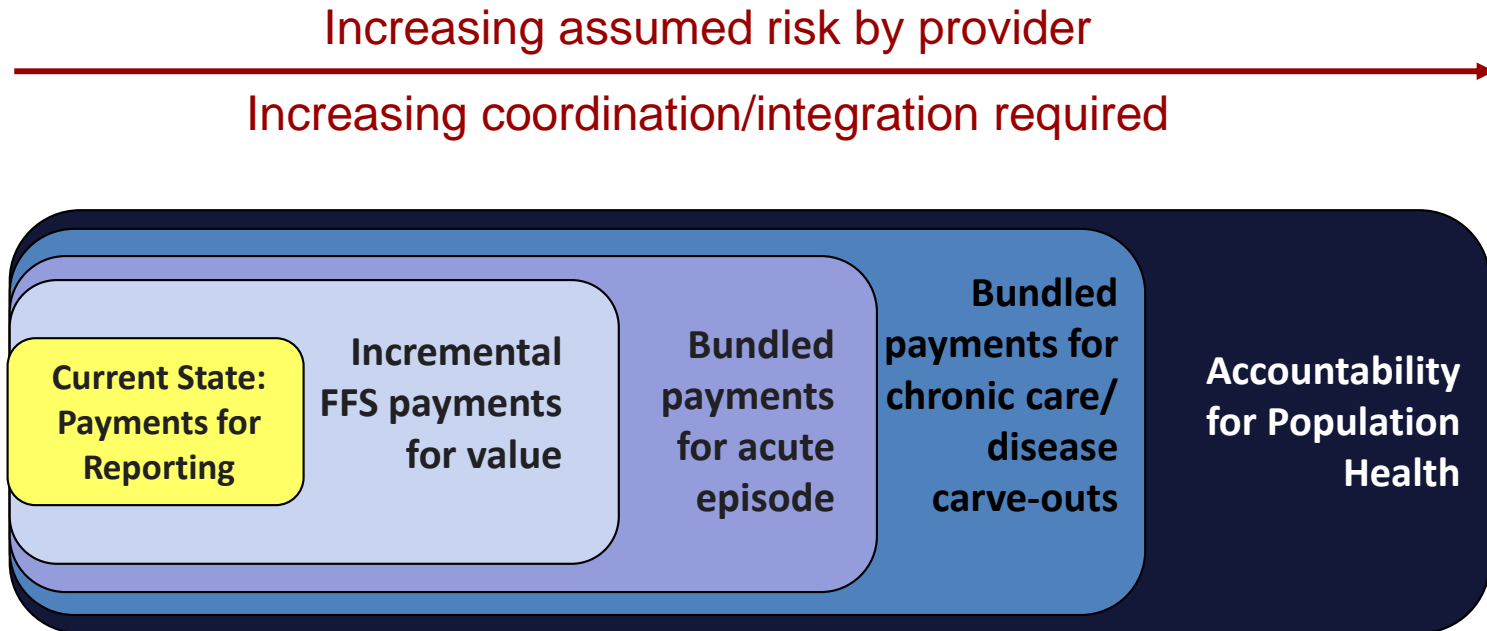 Increasing assumed risk by provider
Increasing coordination/integration required
Current State:
Payments for
Reporting
Incremental
FFS payments
for value
Bundled
payments
for acute
episode
Bundled
payments for
chronic care/
disease
carve-outs
Accountability
for Population
Health